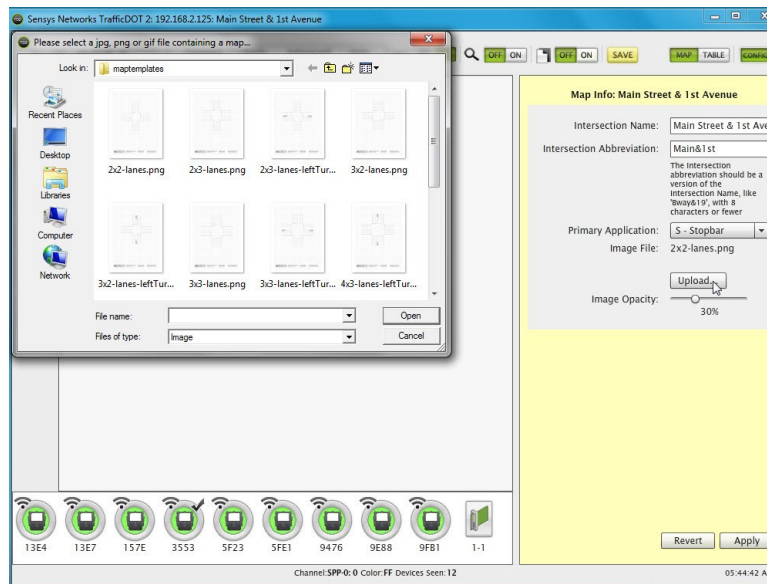 Sensys Networks TrafficDOT 2: 192.168.2.125: Main Street & 1st Avenue
Please select a jpg, png or gif file containing a map...
Look in: maptemplates
Recent Places
Desktop
Libraries
Computer
Network
2x2-lanes.png
2x3-lanes.png
2x3-lanes-leftTur...
3x2-lanes.png
3x2-lanes-leftTur...
3x3-lanes.png
3x3-lanes-leftTur...
4x3-lanes-leftTur...
File name:
Open
Files of type: Image
Cancel
OFF ON
OFF ON
SAVE
MAP TABLE
CONFIG
Map Info: Main Street & 1st Avenue
Intersection Name: Main Street & 1st Ave
Intersection Abbreviation: Main&1st
The Intersection
abbreviation should be a
version of the
Intersection Name, like
'Bway&19', with 8
characters or fewer
Primary Application: S - Stopbar
Image File: 2x2-lanes.png
Upload...
Image Opacity:
30%
Revert
Apply
13E4
13E7
157E
3553
5F23
5FE1
9476
9E88
9FB1
1-1
Channel:SPP-0: 0 Color:FF Devices Seen:12
05:44:42 A